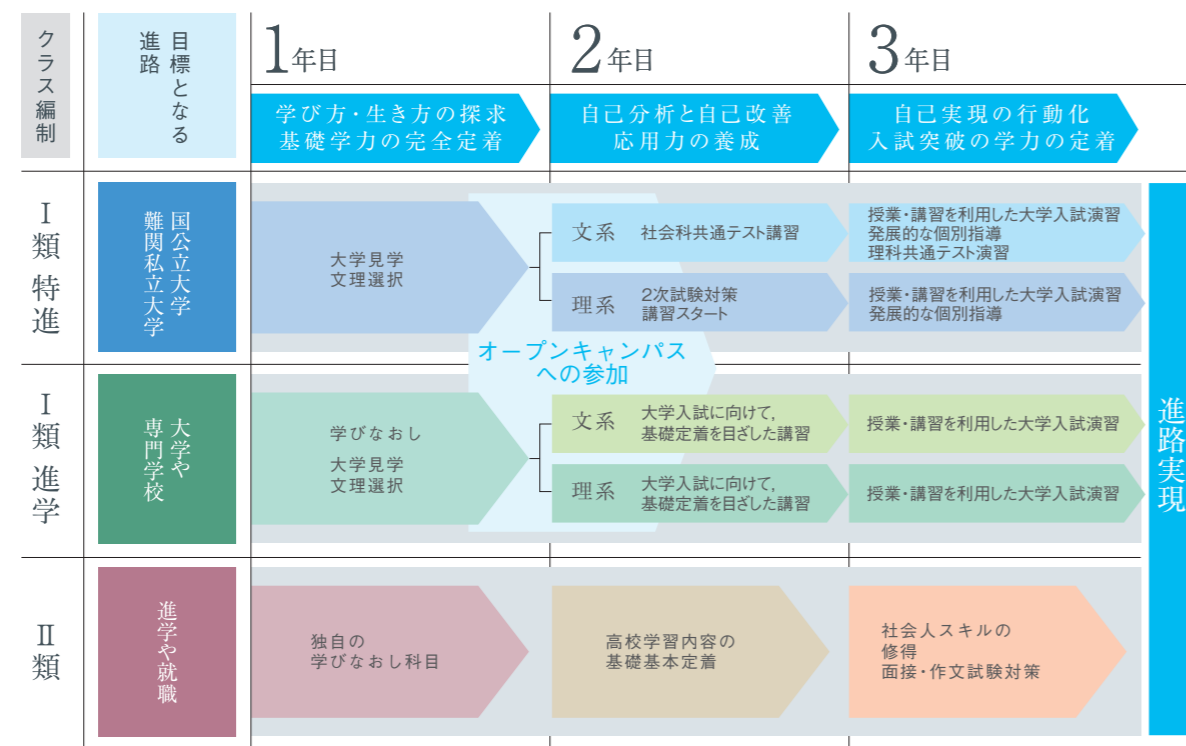 クラス編制
目標となる
進路
1年目
2年目
3年目
学び方・生き方の探求
基礎学力の完全定着
自己分析と自己改善
応用力の養成
自己実現の行動化
入試突破の学力の定着
Ⅰ類 特進
国公立大学
難関私立大学
大学見学
文理選択
文系
社会科共通テスト講習
授業・講習を利用した大学入試演習
発展的な個別指導
理科共通テスト演習
理系
2次試験対策
講習スタート
授業・講習を利用した大学入試演習
発展的な個別指導
オープンキャンパス
への参加
Ⅰ類 進学
大学や
専門学校
学びなおし
大学見学
文理選択
文系
大学入試に向けて,
基礎定着を目ざした講習
授業・講習を利用した大学入試演習
理系
大学入試に向けて,
基礎定着を目ざした講習
授業・講習を利用した大学入試演習
Ⅱ類
進学や就職
独自の
学びなおし科目
高校学習内容の
基礎基本定着
社会人スキルの
修得
面接・作文試験対策
進路実現